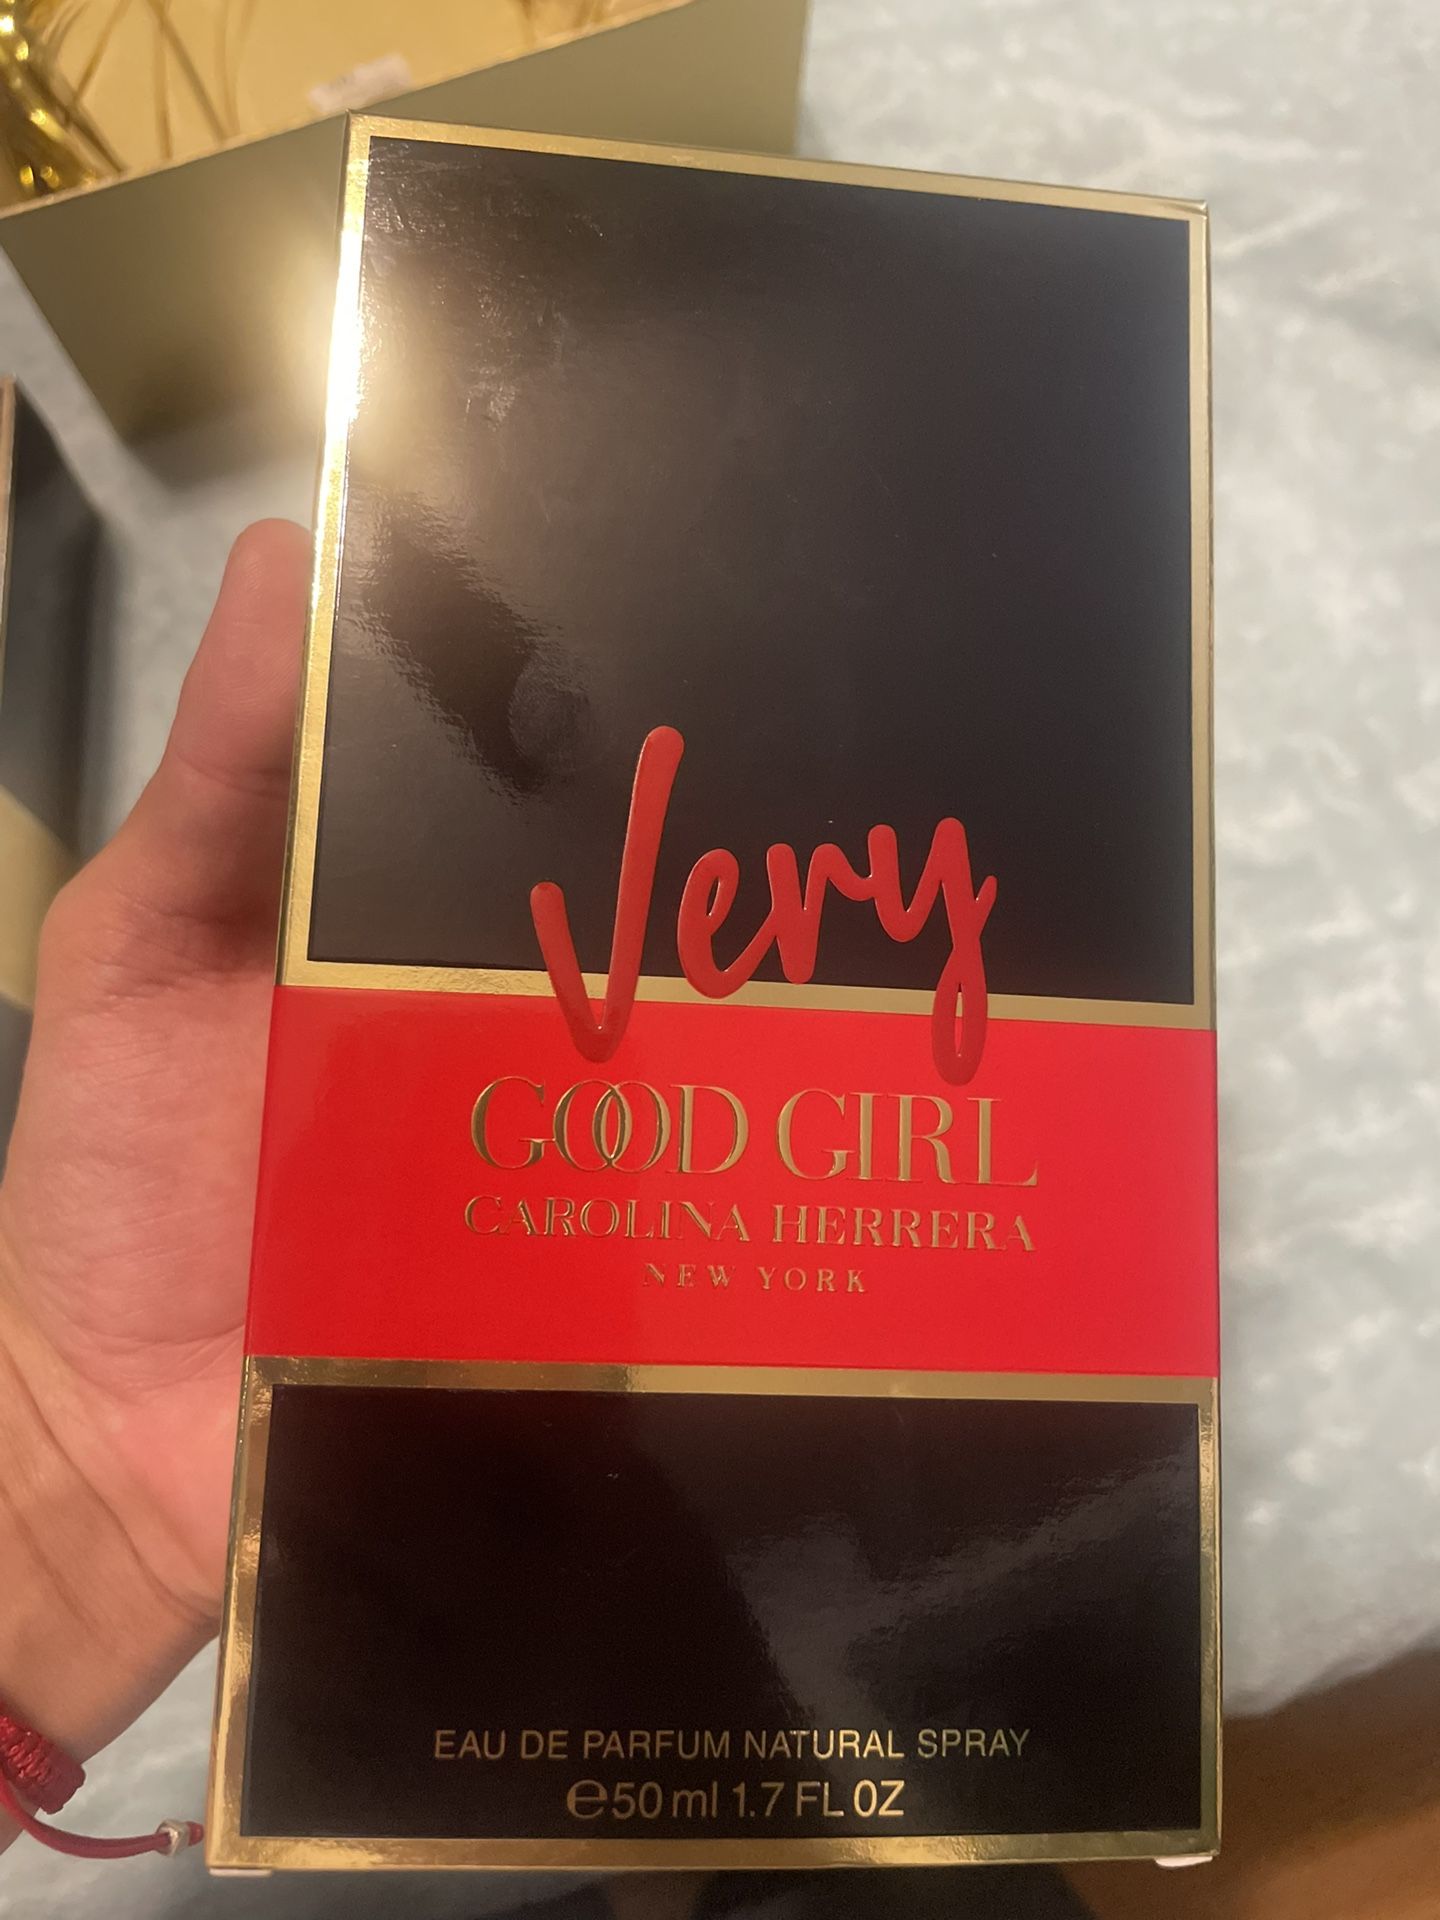 Very
GOOD GIRL
CAROLINA HERRERA
NEW YORK
EAU DE PARFUM NATURAL SPRAY
℮50 ml 1.7 FL OZ